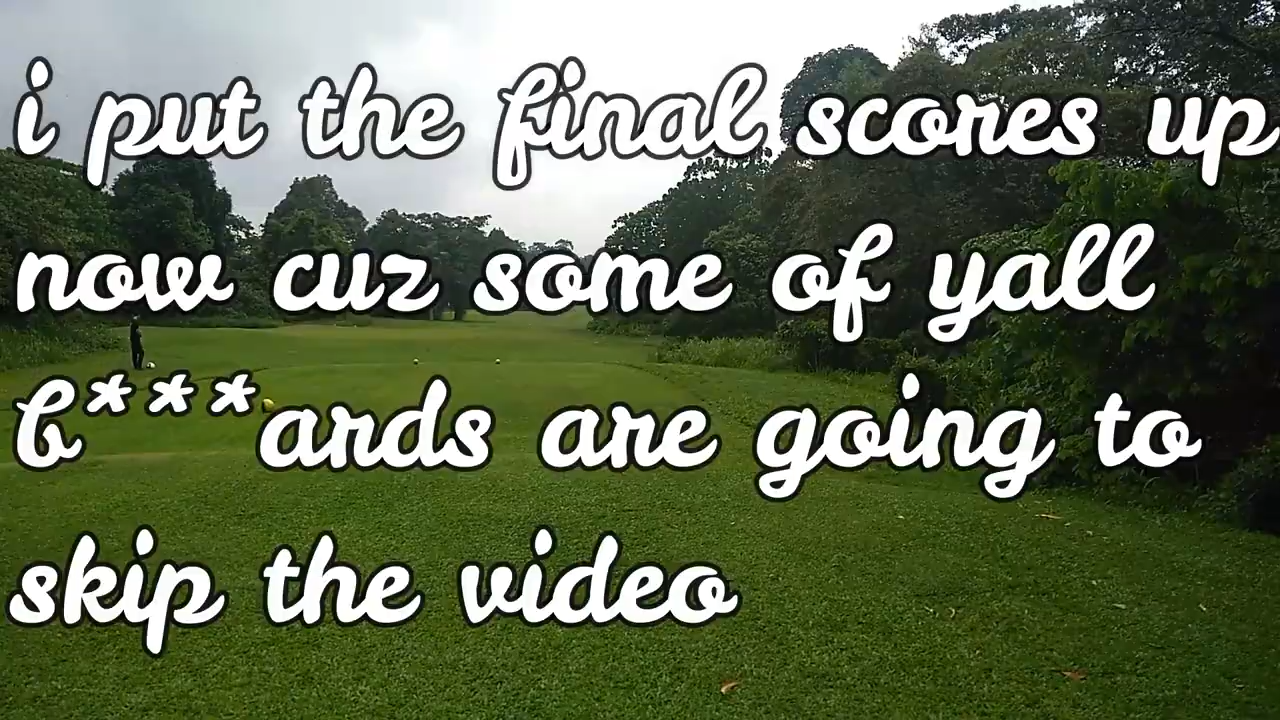 i put the final scores up
now cuz some of yall
b***ards are going to
skip the video